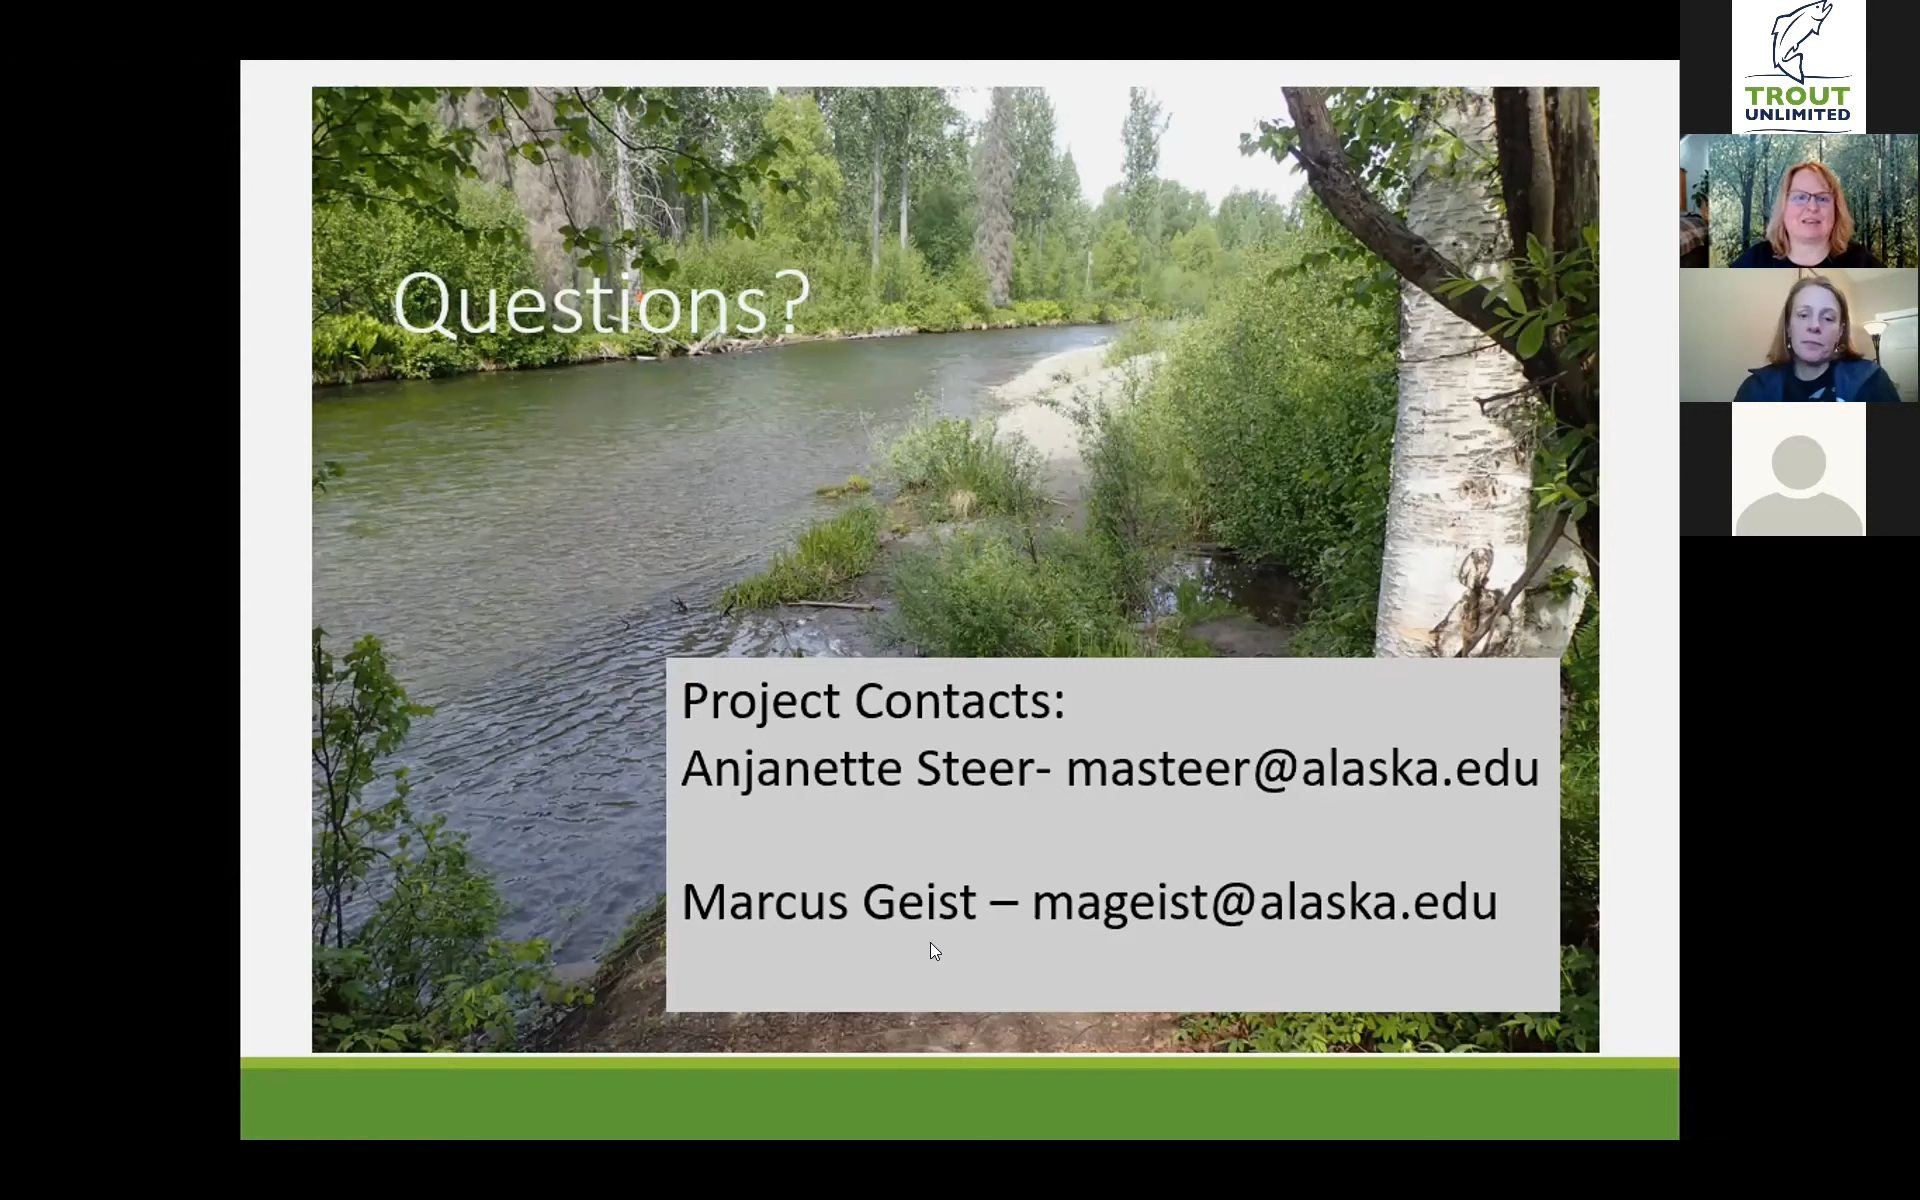 TROUT
UNLIMITED
Questions?
Project Contacts:
Anjanette Steer- masteer@alaska.edu
Marcus Geist – mageist@alaska.edu